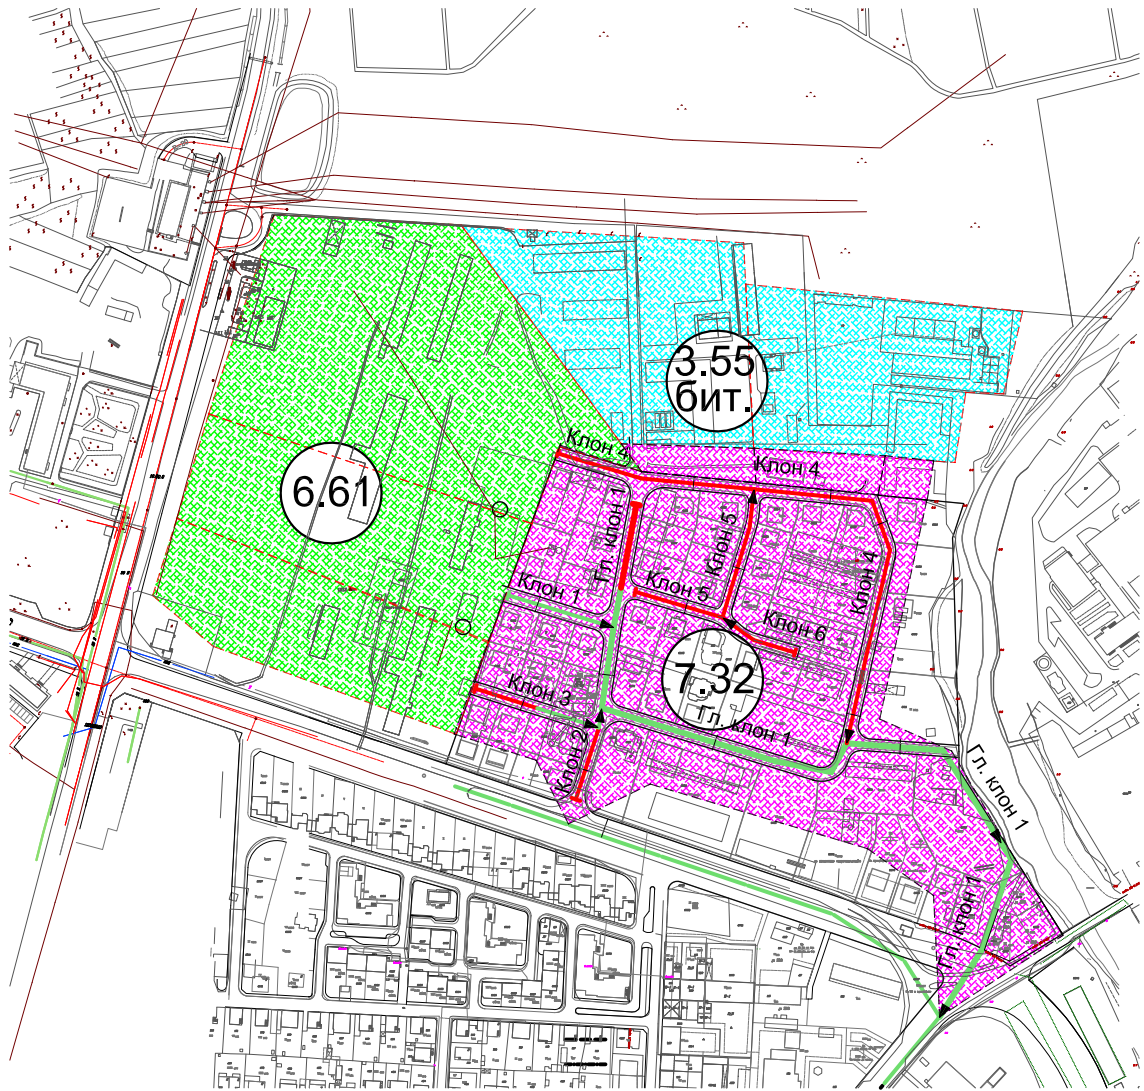 3.55
бит.
Клон 4
Клон 4
6.61
Гл. клон 1
Клон 5
Клон 4
Клон 1
Клон 5
Клон 6
7.32
Клон 3
Гл. клон 1
Клон 2
Гл. клон 1
Гл. клон 1